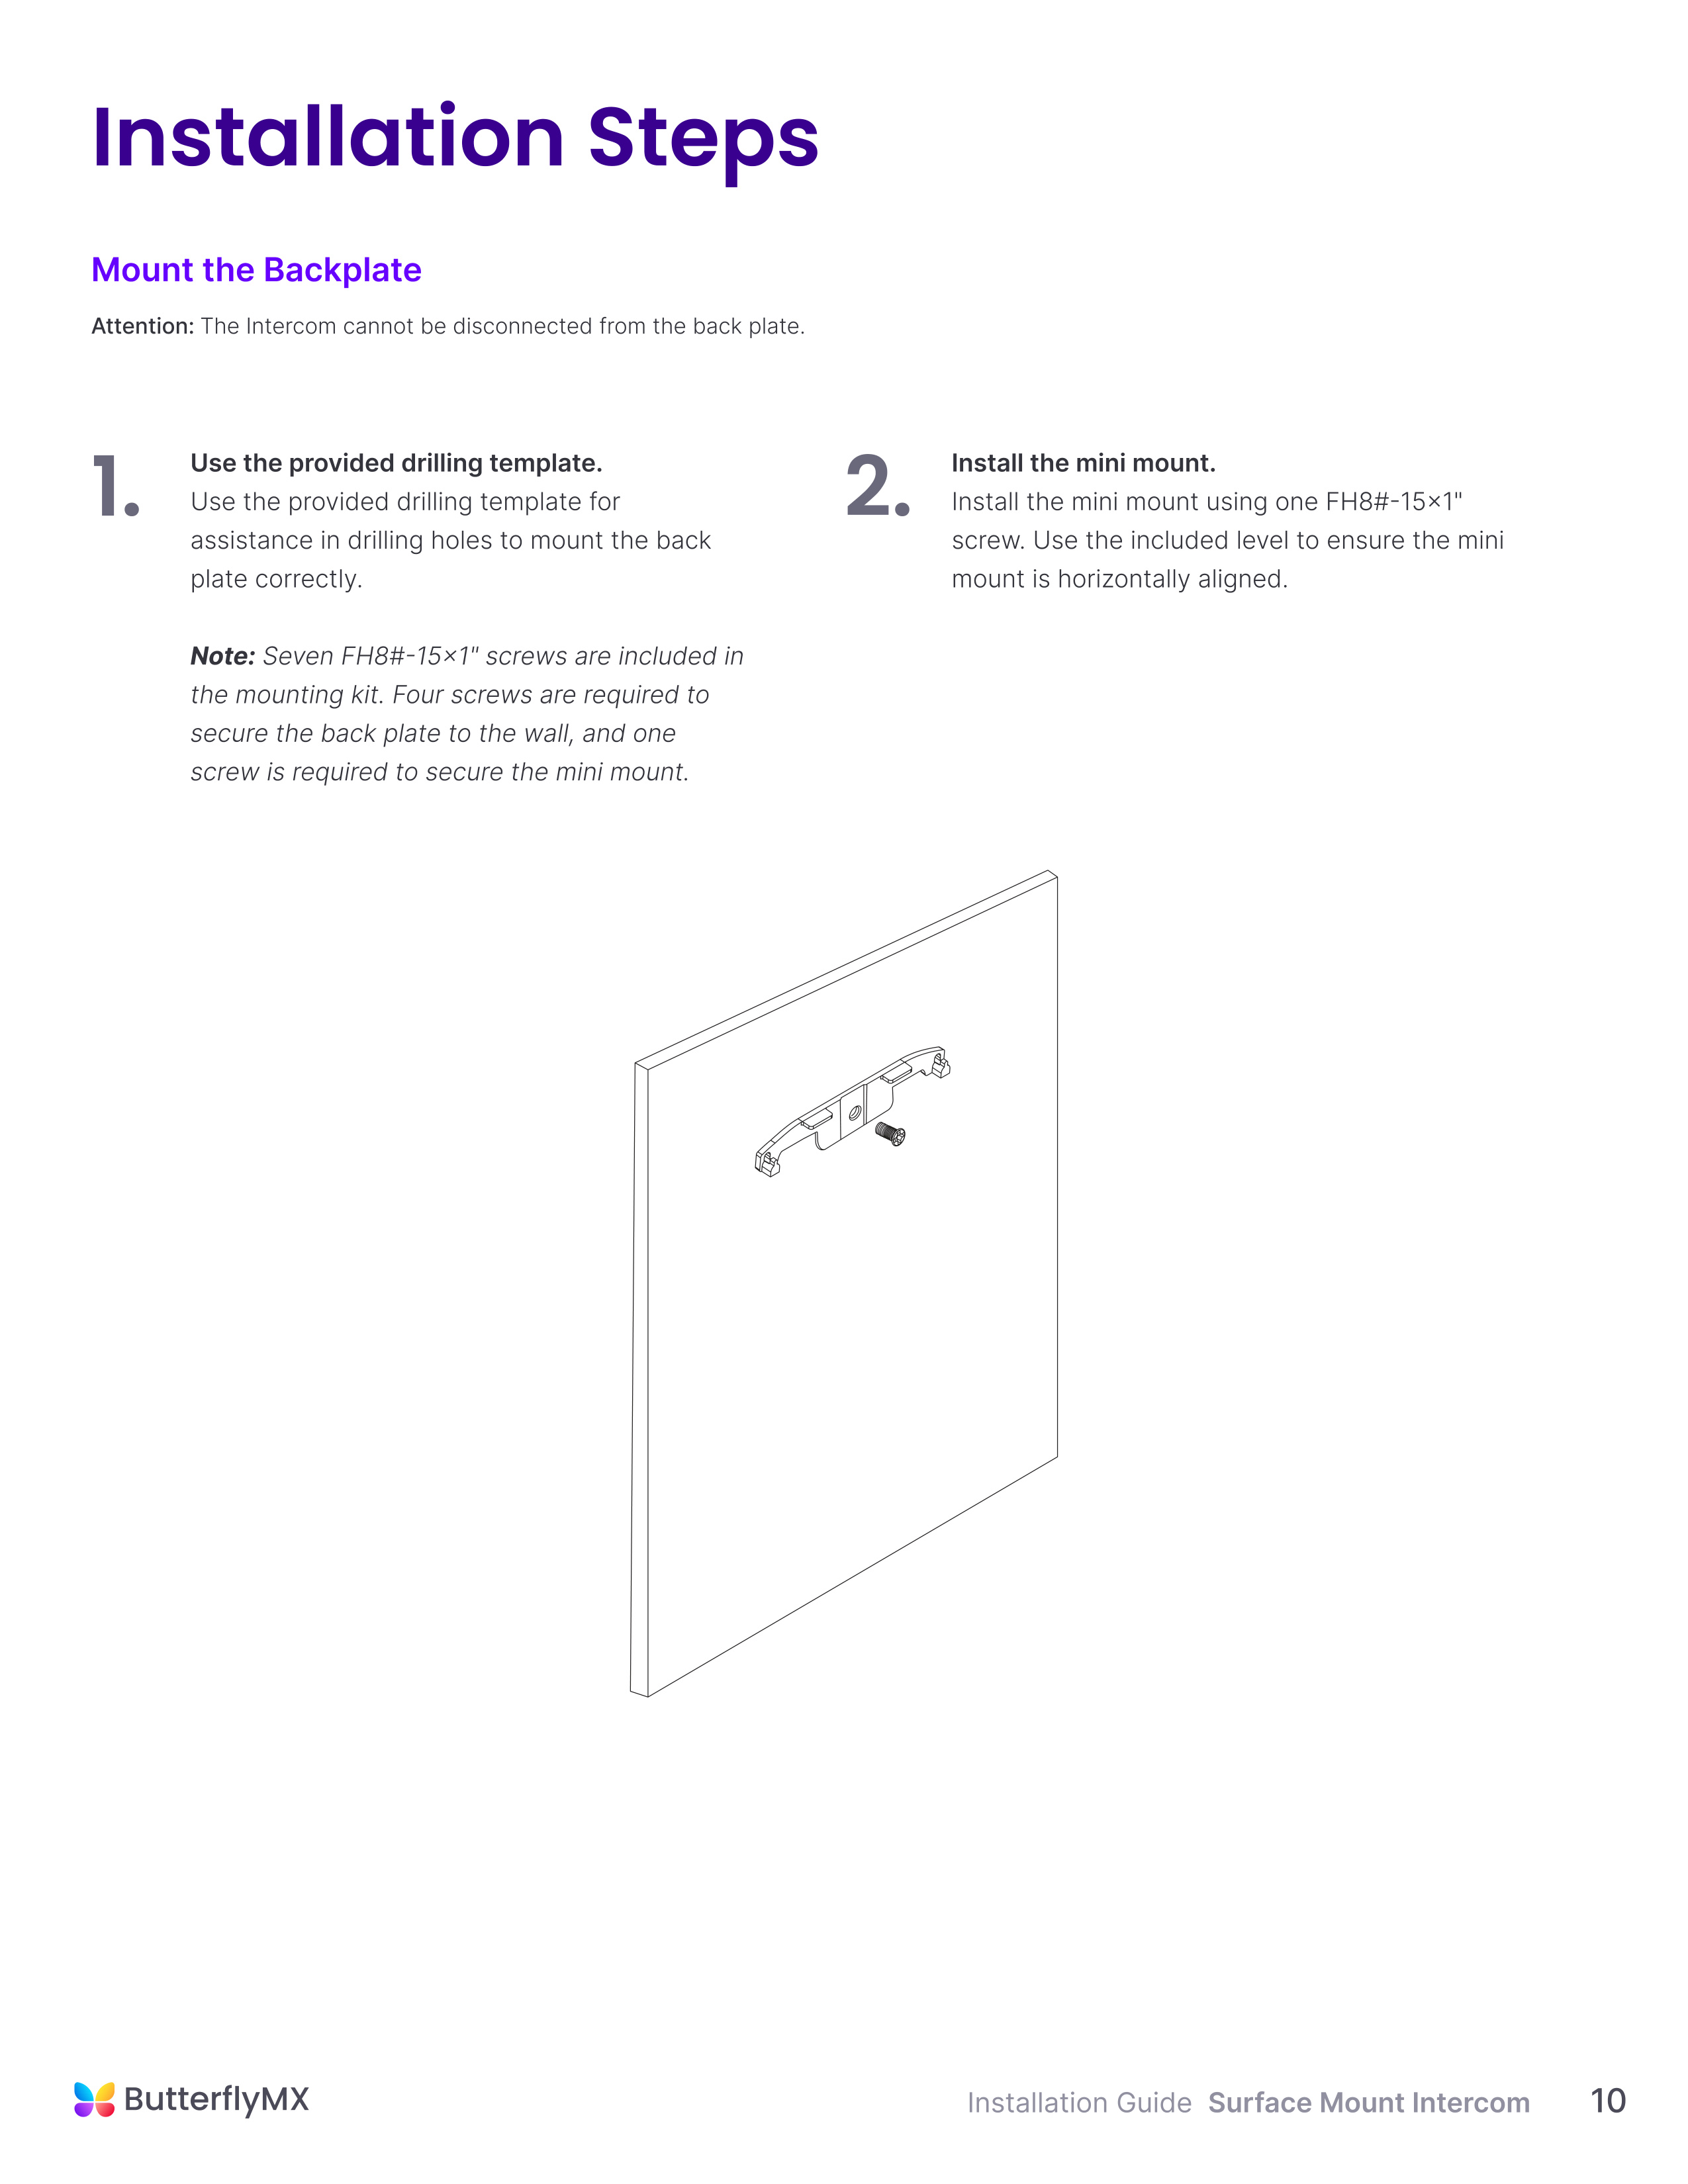 Installation Steps
Mount the Backplate
Attention: The Intercom cannot be disconnected from the back plate.
1.
Use the provided drilling template.
Use the provided drilling template for
assistance in drilling holes to mount the back
plate correctly.
Note: Seven FH8#-15×1" screws are included in
the mounting kit. Four screws are required to
secure the back plate to the wall, and one
screw is required to secure the mini mount.
2.
Install the mini mount.
Install the mini mount using one FH8#-15×1"
screw. Use the included level to ensure the mini
mount is horizontally aligned.
ButterflyMX
Installation Guide Surface Mount Intercom 10